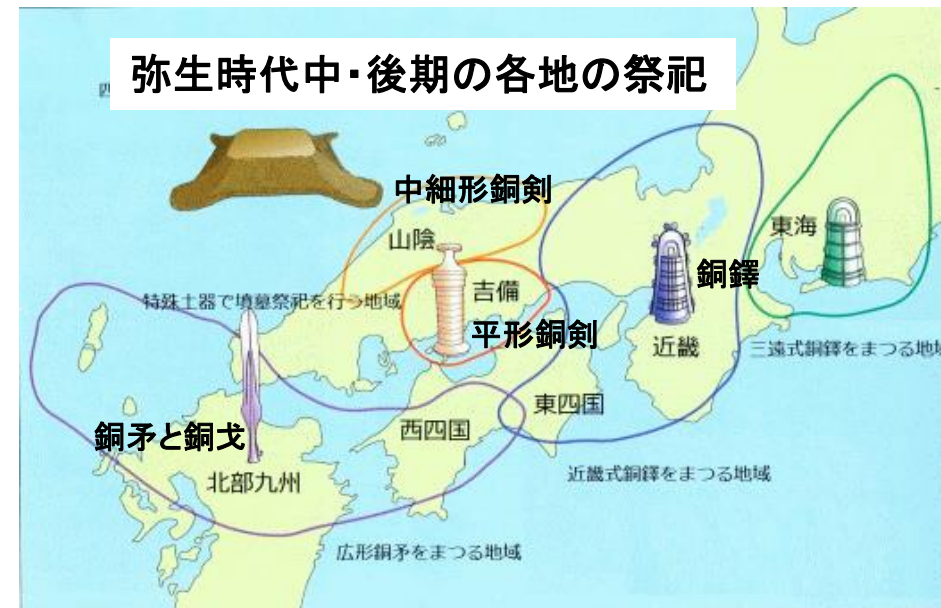 弥生時代中・後期の各地の祭祀
四
中細形銅剣
山陰
東海
銅鐸
吉備
特殊土器で墳墓祭祀を行う地域
平形銅剣
近畿
三遠式銅鐸をまつる地域
東四国
西四国
銅矛と銅戈
北部九州
近畿式銅鐸をまつる地域
広形銅矛をまつる地域